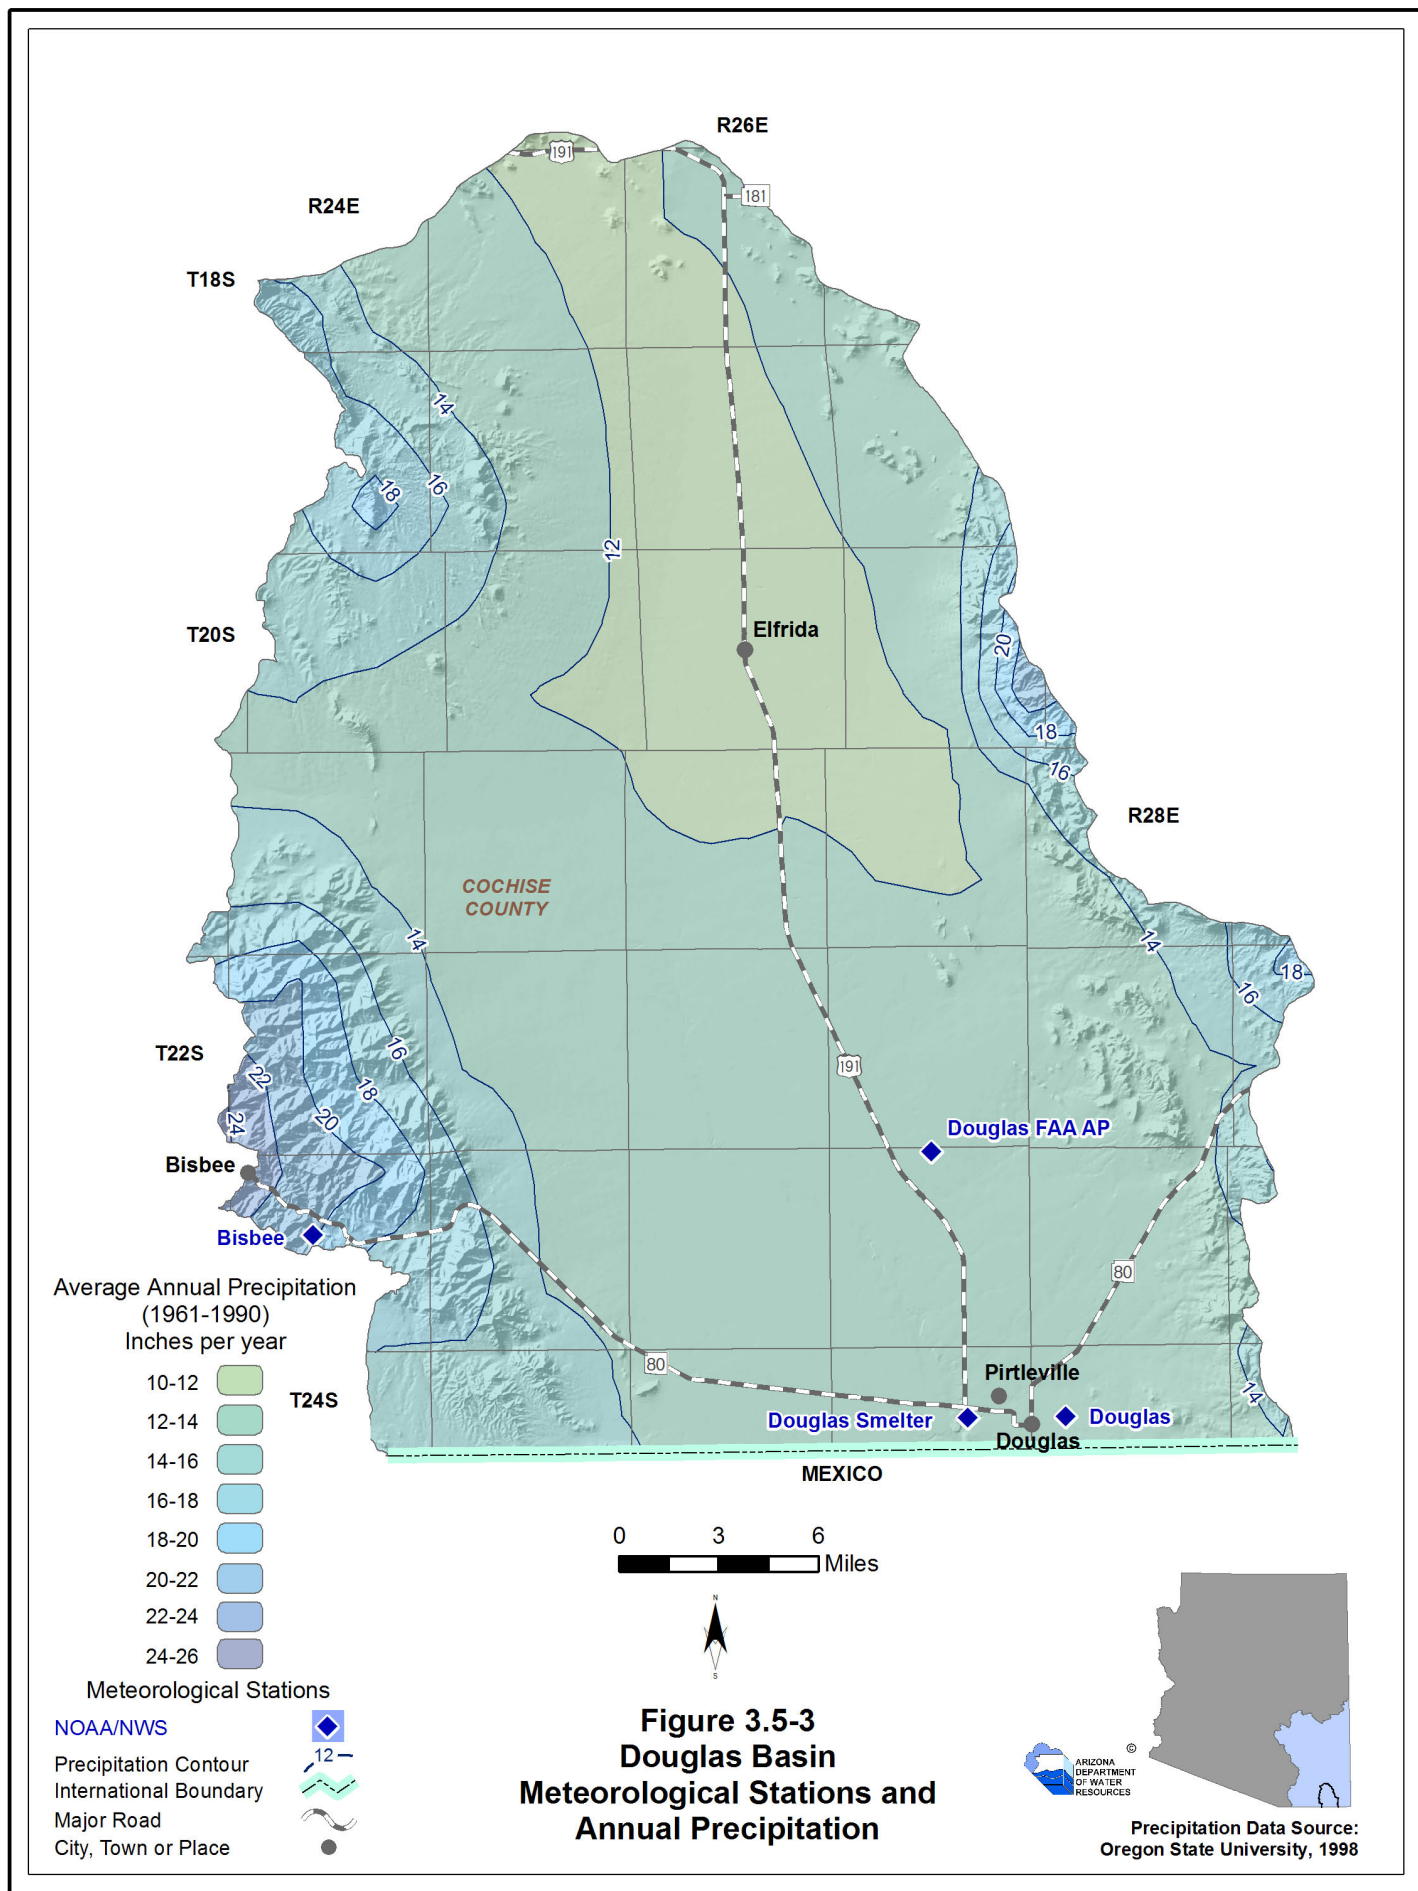 R26E
191
181
R24E
T18S
14
16
18
12
T20S
Elfrida
20
18
16
R28E
COCHISE
COUNTY
14
14
18
16
T22S
16
22
18
20
24
191
Douglas FAA AP
Bisbee
Bisbee
80
80
Pirtleville
14
T24S
Douglas Smelter
Douglas
Douglas
MEXICO
Average Annual Precipitation
(1961-1990)
Inches per year
10-12
12-14
14-16
16-18
18-20
20-22
22-24
24-26
Meteorological Stations
NOAA/NWS
Precipitation Contour
12
International Boundary
Major Road
City, Town or Place
0 3 6
Miles
N
S
Figure 3.5-3
Douglas Basin
Meteorological Stations and
Annual Precipitation
©
ARIZONA
DEPARTMENT
OF WATER
RESOURCES
Precipitation Data Source:
Oregon State University, 1998